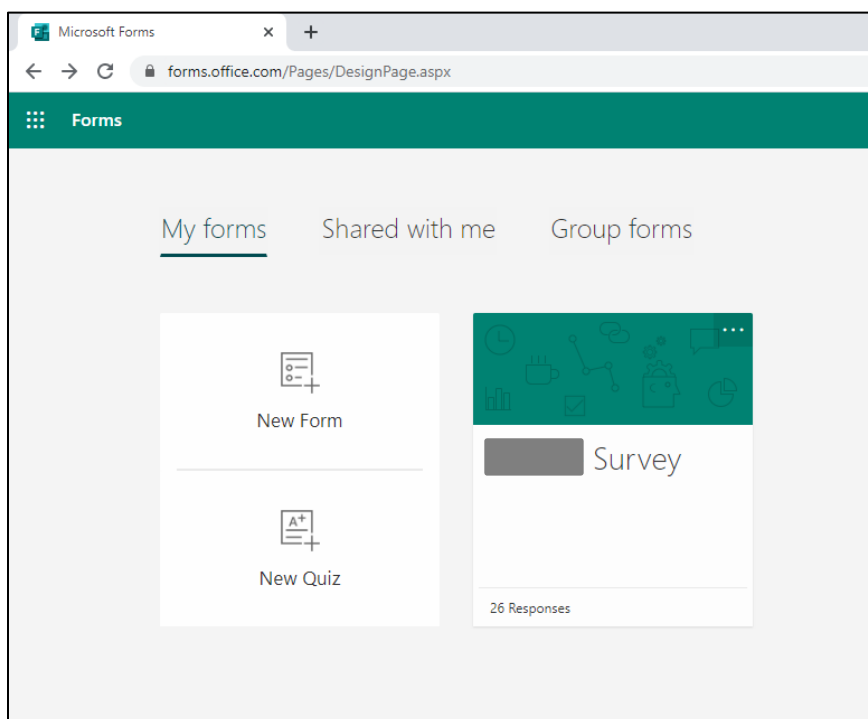 Microsoft Forms
forms.office.com/Pages/DesignPage.aspx
Forms
My forms Shared with me Group forms
New Form
Survey
A+
New Quiz
26 Responses